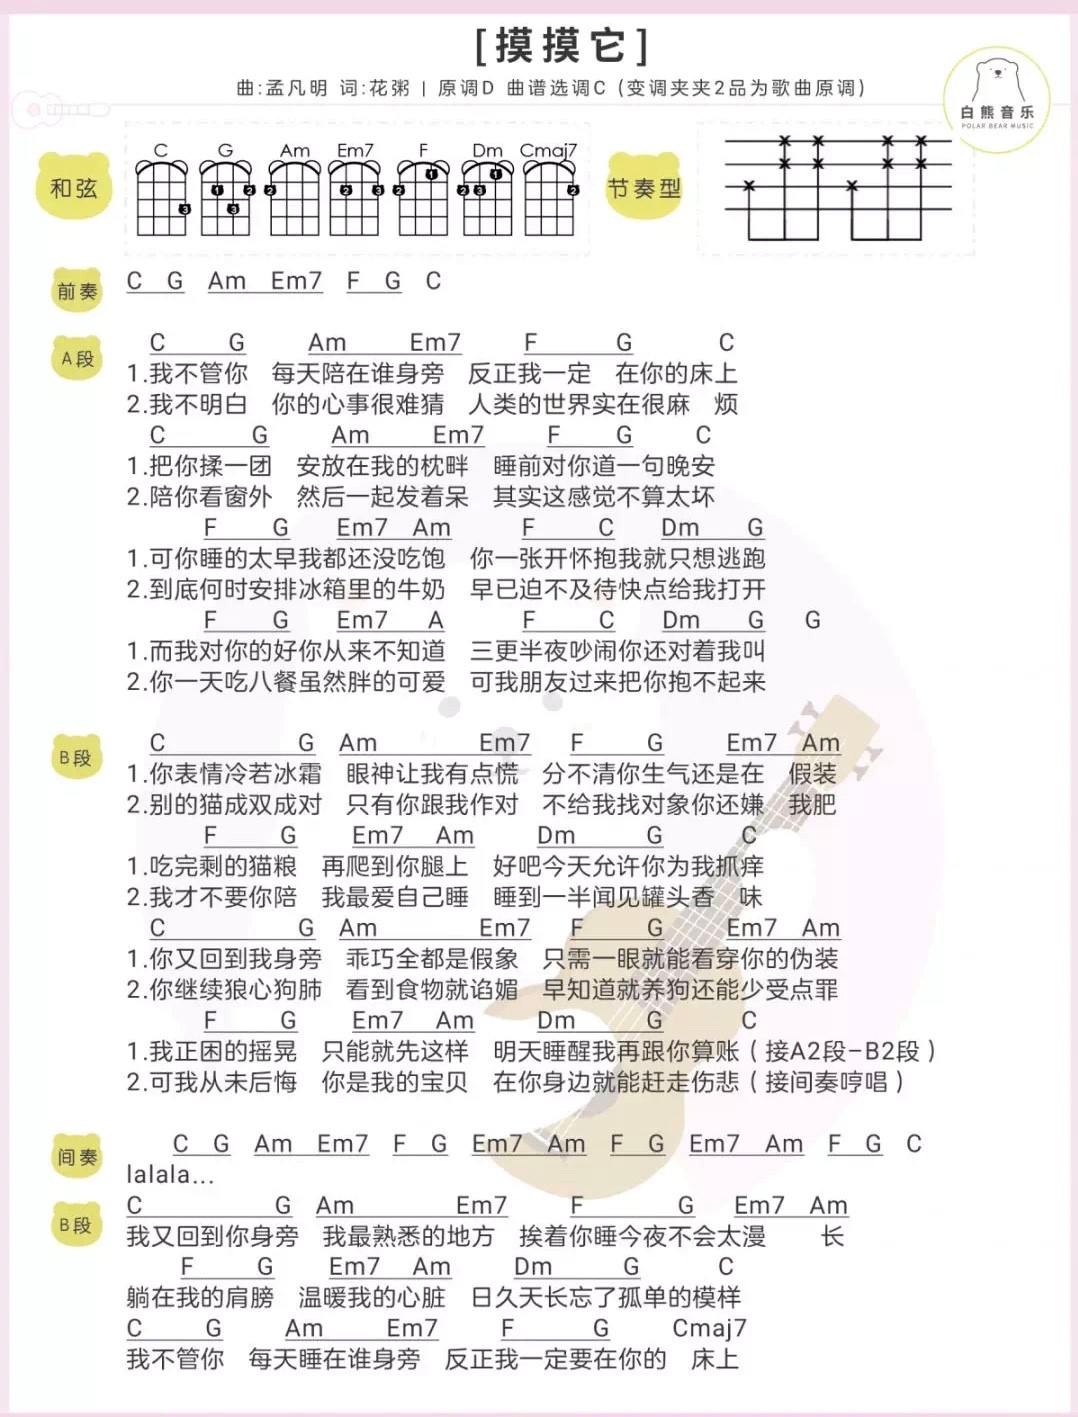 [摸摸它]
曲:孟凡明 词:花粥 | 原调D 曲谱选调C (变调夹夹2品为歌曲原调)
白熊音乐
POLAR BEAR MUSIC
和弦
C G Am Em7 F Dm Cmaj7
3 1 2 3 2 2 3 2 1 2 3 1 2
节奏型
前奏
C G Am Em7 F G C
A段
C G Am Em7 F G C
1.我不管你 每天陪在谁身旁 反正我一定 在你的床上
2.我不明白 你的心事很难猜 人类的世界实在很麻 烦
C G Am Em7 F G C
1.把你揉一团 安放在我的枕畔 睡前对你道一句晚安
2.陪你看窗外 然后一起发着呆 其实这感觉不算太坏
F G Em7 Am F C Dm G
1.可你睡的太早我都还没吃饱 你一张开怀抱我就只想逃跑
2.到底何时安排冰箱里的牛奶 早已迫不及待快点给我打开
F G Em7 A F C Dm G G
1.而我对你的好你从来不知道 三更半夜吵闹你还对着我叫
2.你一天吃八餐虽然胖的可爱 可我朋友过来把你抱不起来
B段
C G Am Em7 F G Em7 Am
1.你表情冷若冰霜 眼神让我有点慌 分不清你生气还是在 假装
2.别的猫成双成对 只有你跟我作对 不给我找对象你还嫌 我肥
F G Em7 Am Dm G C
1.吃完剩的猫粮 再爬到你腿上 好吧今天允许你为我抓痒
2.我才不要你陪 我最爱自己睡 睡到一半闻见罐头香 味
C G Am Em7 F G Em7 Am
1.你又回到我身旁 乖巧全都是假象 只需一眼就能看穿你的伪装
2.你继续狼心狗肺 看到食物就谄媚 早知道就养狗还能少受点罪
F G Em7 Am Dm G C
1.我正困的摇晃 只能就先这样 明天睡醒我再跟你算账(接A2段-B2段)
2.可我从未后悔 你是我的宝贝 在你身边就能赶走伤悲(接间奏哼唱)
间奏
C G Am Em7 F G Em7 Am F G Em7 Am F G C
lalala...
B段
C G Am Em7 F G Em7 Am
我又回到你身旁 我最熟悉的地方 挨着你睡今夜不会太漫 长
F G Em7 Am Dm G C
躺在我的肩膀 温暖我的心脏 日久天长忘了孤单的模样
C G Am Em7 F G Cmaj7
我不管你 每天睡在谁身旁 反正我一定要在你的 床上